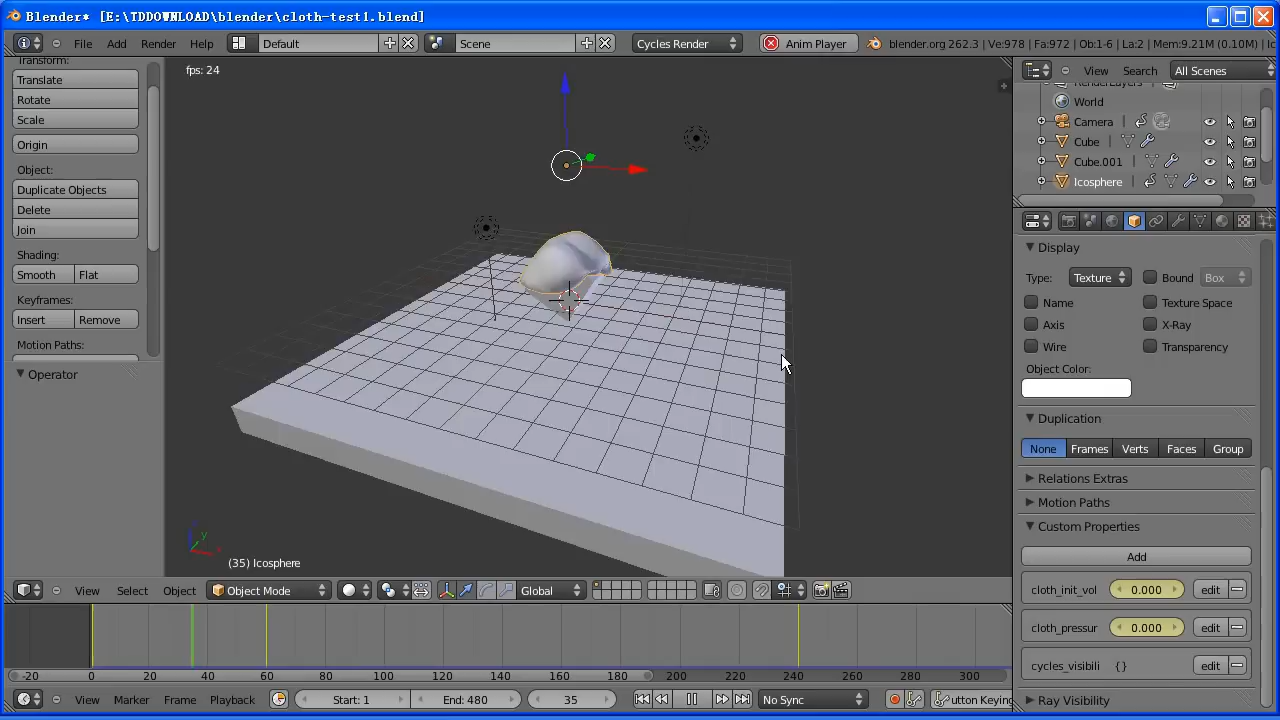 Blender* [E:\TDDOWNLOAD\blender\cloth-test1.blend]
File Add Render Help Default Scene Cycles Render Anim Player blender.org 262.3 | Ve:978 | Fa:972 | Ob:1-6 | La:2 | Mem:9.21M (0.10M) |
Transform:
Translate
Rotate
Scale
Origin
Object:
Duplicate Objects
Delete
Join
Shading:
Smooth Flat
Keyframes:
Insert Remove
Motion Paths:
Operator
fps: 24
y
x
(35) Icosphere
View Search All Scenes
RenderLayers
World
Camera
Cube
Cube.001
Icosphere
Display
Type: Texture Bound Box
Name Texture Space
Axis X-Ray
Wire Transparency
Object Color:
Duplication
None Frames Verts Faces Group
Relations Extras
Motion Paths
Custom Properties
Add
cloth_init_vol 0.000 edit
cloth_pressur 0.000 edit
cycles_visibili {} edit
Ray Visibility
View Select Object Object Mode Global
-20 0 20 40 60 80 100 120 140 160 180 200 220 240 260 280 300
View Marker Frame Playback Start: 1 End: 480 35 No Sync utton Keying